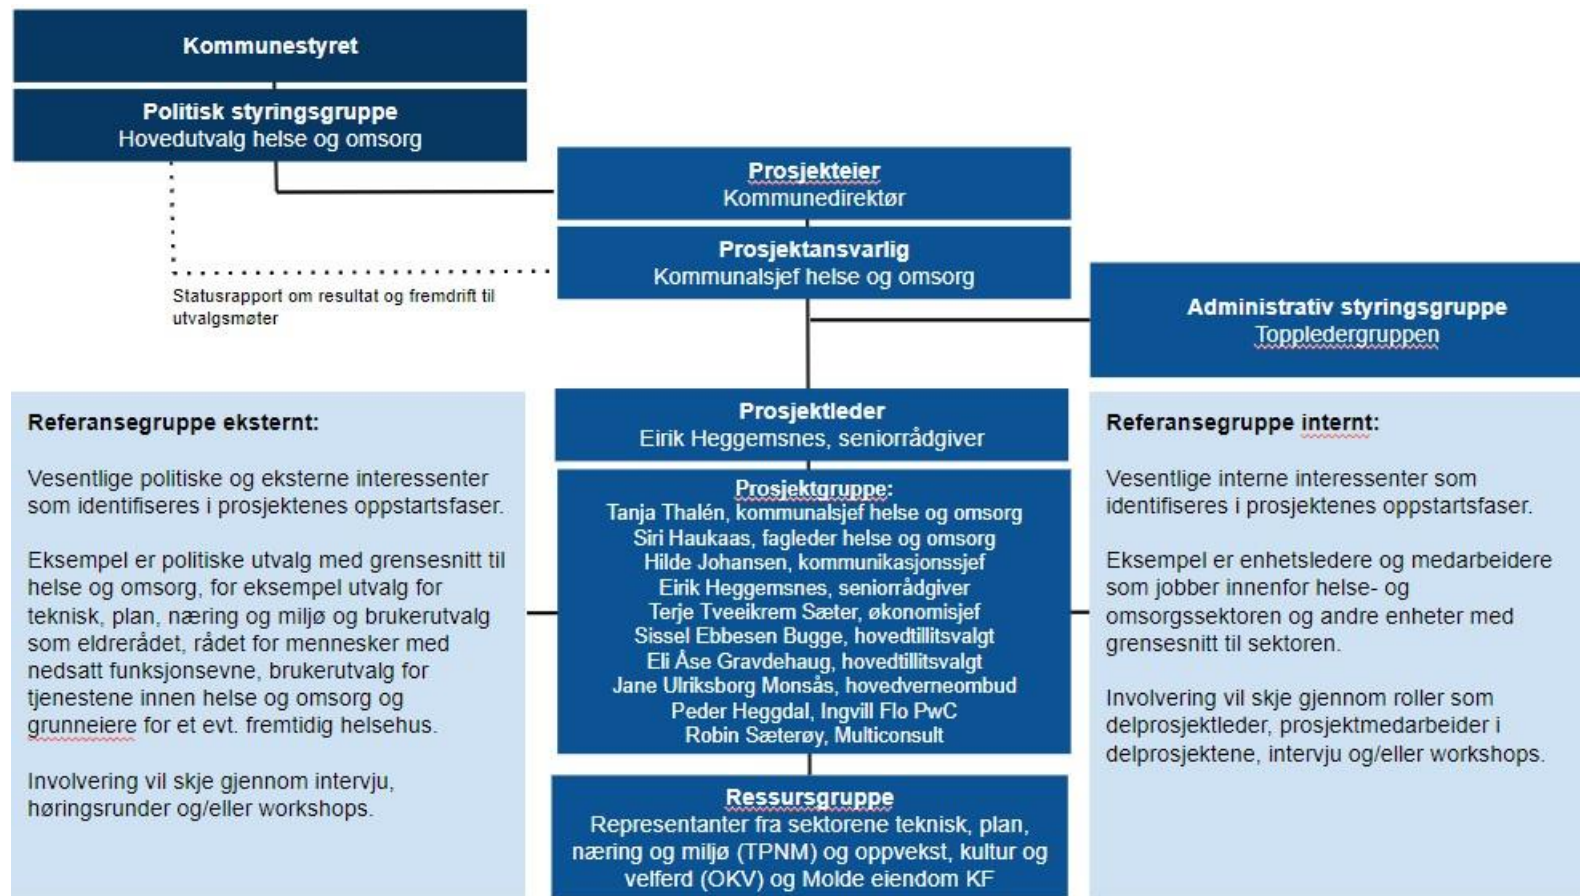 Kommunestyret
Politisk styringsgruppe
Hovedutvalg helse og omsorg
Prosjekteier
Kommunedirektør
Prosjektansvarlig
Kommunalsjef helse og omsorg
Statusrapport om resultat og fremdrift til
utvalgsmøter
Administrativ styringsgruppe
Toppledergruppen
Referansegruppe eksternt:
Vesentlige politiske og eksterne interessenter
som identifiseres i prosjektenes oppstartsfaser.
Eksempel er politiske utvalg med grensesnitt til
helse og omsorg, for eksempel utvalg for
teknisk, plan, næring og miljø og brukerutvalg
som eldrerådet, rådet for mennesker med
nedsatt funksjonsevne, brukerutvalg for
tjenestene innen helse og omsorg og
grunneiere for et evt. fremtidig helsehus.
Involvering vil skje gjennom intervju,
høringsrunder og/eller workshops.
Prosjektleder
Eirik Heggemsnes, seniorrådgiver
Prosjektgruppe:
Tanja Thalén, kommunalsjef helse og omsorg
Siri Haukaas, fagleder helse og omsorg
Hilde Johansen, kommunikasjonssjef
Eirik Heggemsnes, seniorrådgiver
Terje Tveeikrem Sæter, økonomisjef
Sissel Ebbesen Bugge, hovedtillitsvalgt
Eli Åse Gravdehaug, hovedtillitsvalgt
Jane Ulriksborg Monsås, hovedverneombud
Peder Heggdal, Ingvill Flo PwC
Robin Sæterøy, Multiconsult
Ressursgruppe
Representanter fra sektorene teknisk, plan,
næring og miljø (TPNM) og oppvekst, kultur og
velferd (OKV) og Molde eiendom KF
Referansegruppe internt:
Vesentlige interne interessenter som
identifiseres i prosjektenes oppstartsfaser.
Eksempel er enhetsledere og medarbeidere
som jobber innenfor helse- og
omsorgssektoren og andre enheter med
grensesnitt til sektoren.
Involvering vil skje gjennom roller som
delprosjektleder, prosjektmedarbeider i
delprosjektene, intervju og/eller workshops.